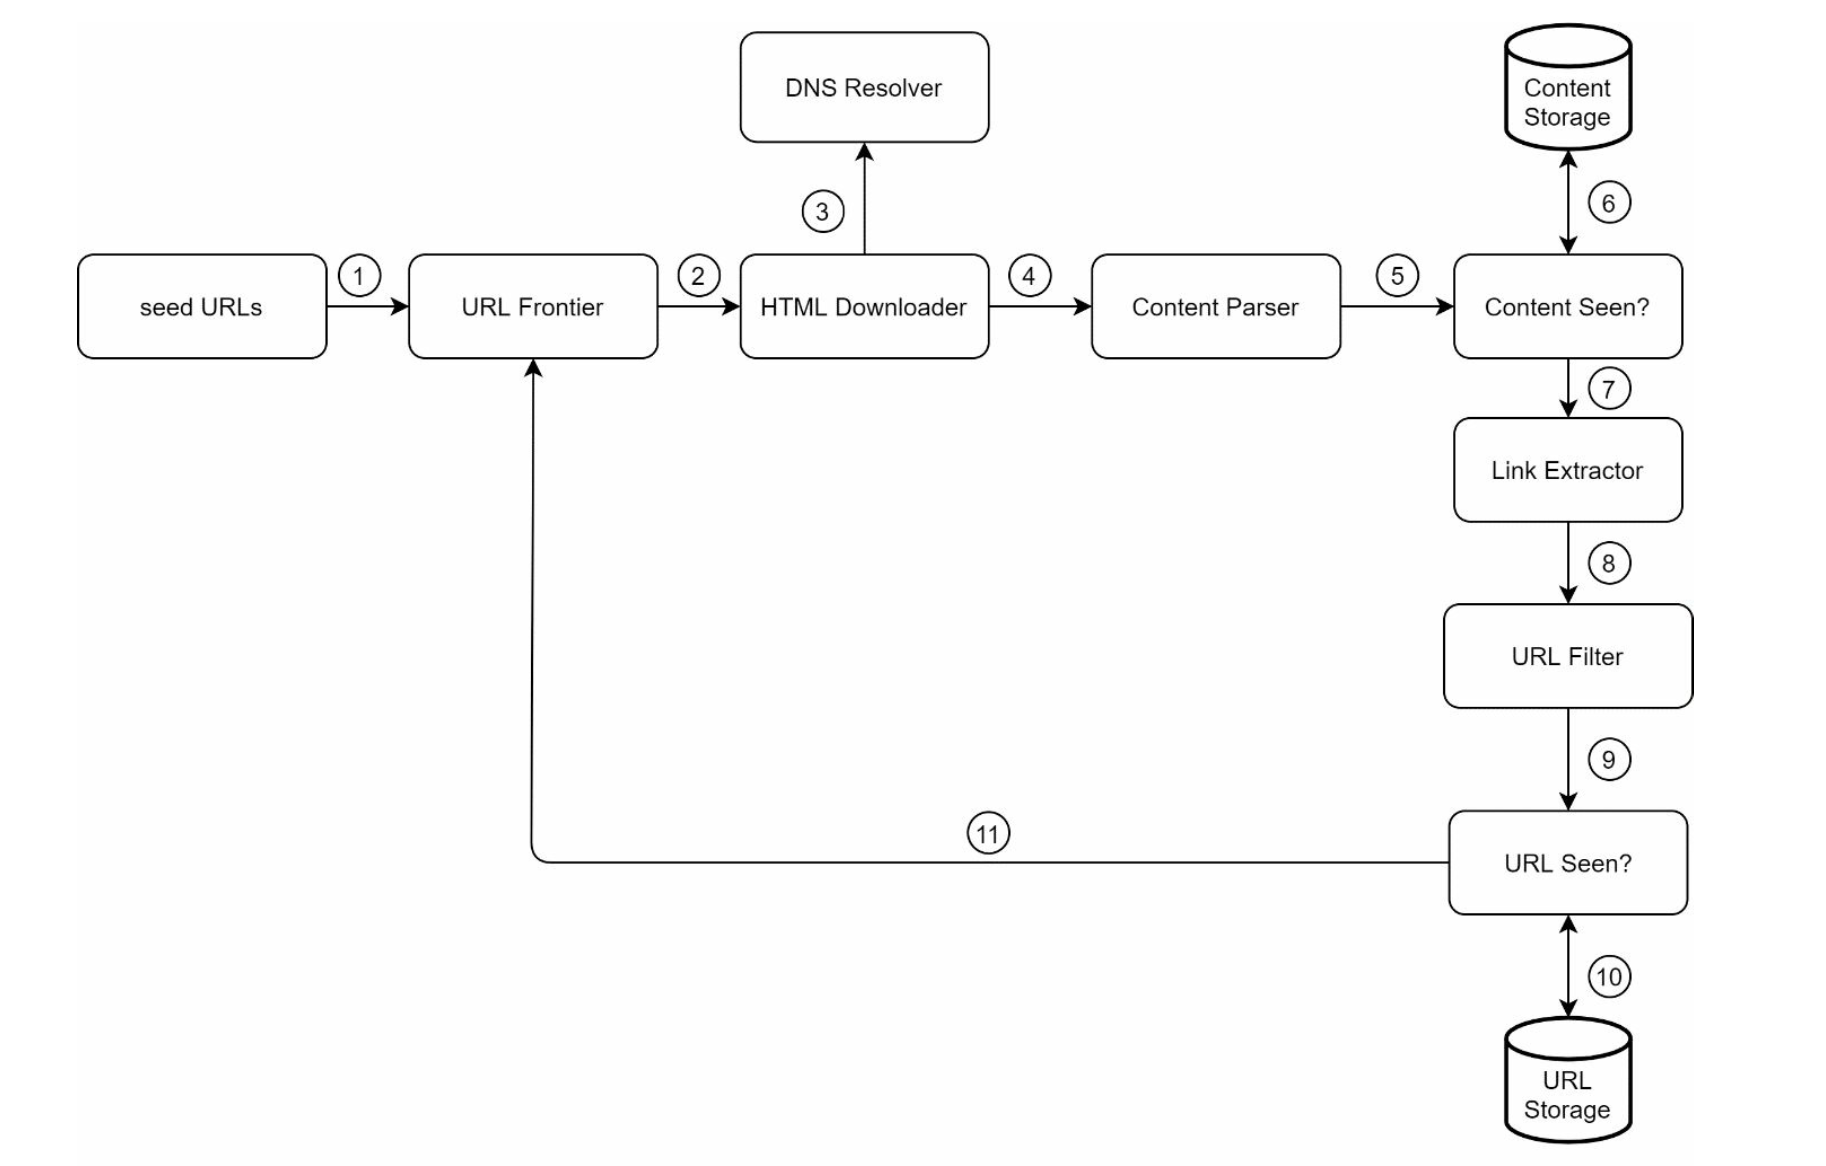 DNS Resolver
Content
Storage
3
6
seed URLs
1
URL Frontier
2
HTML Downloader
4
Content Parser
5
Content Seen?
7
Link Extractor
8
URL Filter
9
11
URL Seen?
10
URL
Storage